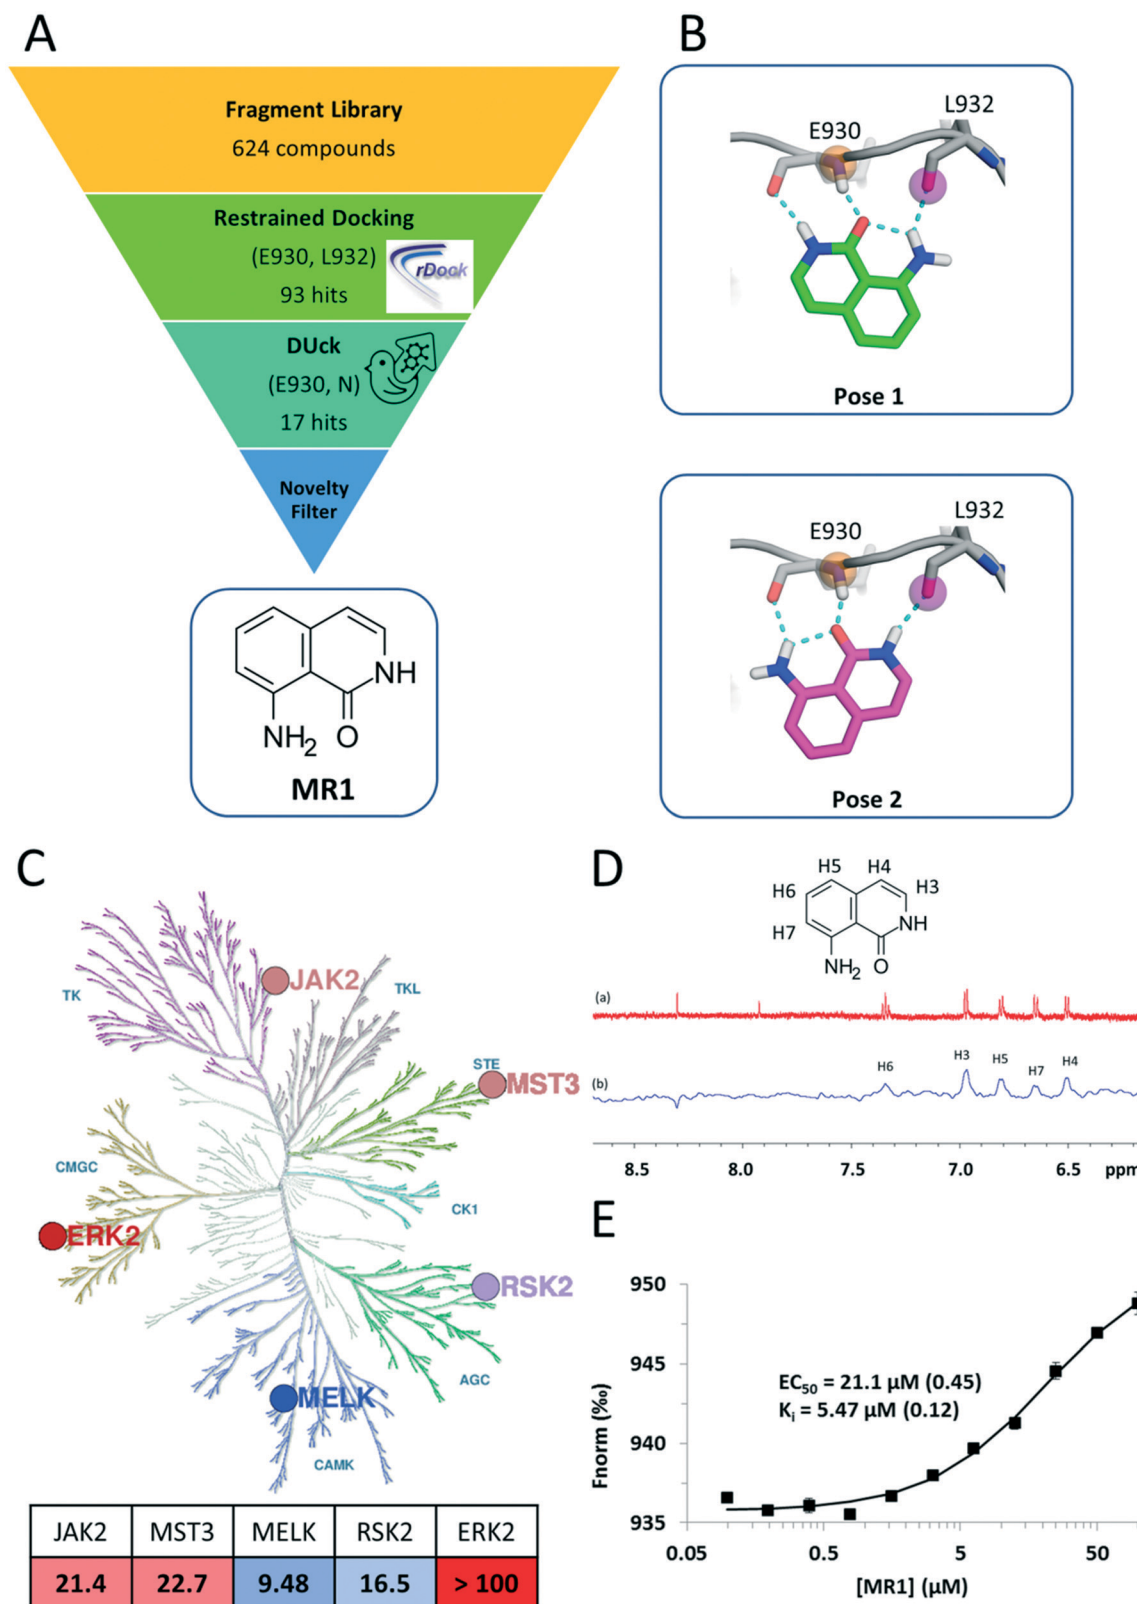 A
Fragment Library
624 compounds
Restrained Docking
(E930, L932)
rDock
93 hits
DUck
(E930, N)
17 hits
Novelty
Filter
NH
NH2 O
MR1
B
E930
L932
Pose 1
E930
L932
Pose 2
C
TK
JAK2
TKL
STE
MST3
CMGC
CK1
ERK2
RSK2
AGC
MELK
CAMK
JAK2 MST3 MELK RSK2 ERK2
21.4 22.7 9.48 16.5 > 100
D
H5 H4
H6 H3
H7 NH
NH2 O
(a)
H6 H3 H5 H7 H4
(b)
8.5 8.0 7.5 7.0 6.5 ppm
E
950
945
940
935
Fnorm (‰)
EC50 = 21.1 µM (0.45)
Ki = 5.47 µM (0.12)
0.05 0.5 5 50
[MR1] (µM)